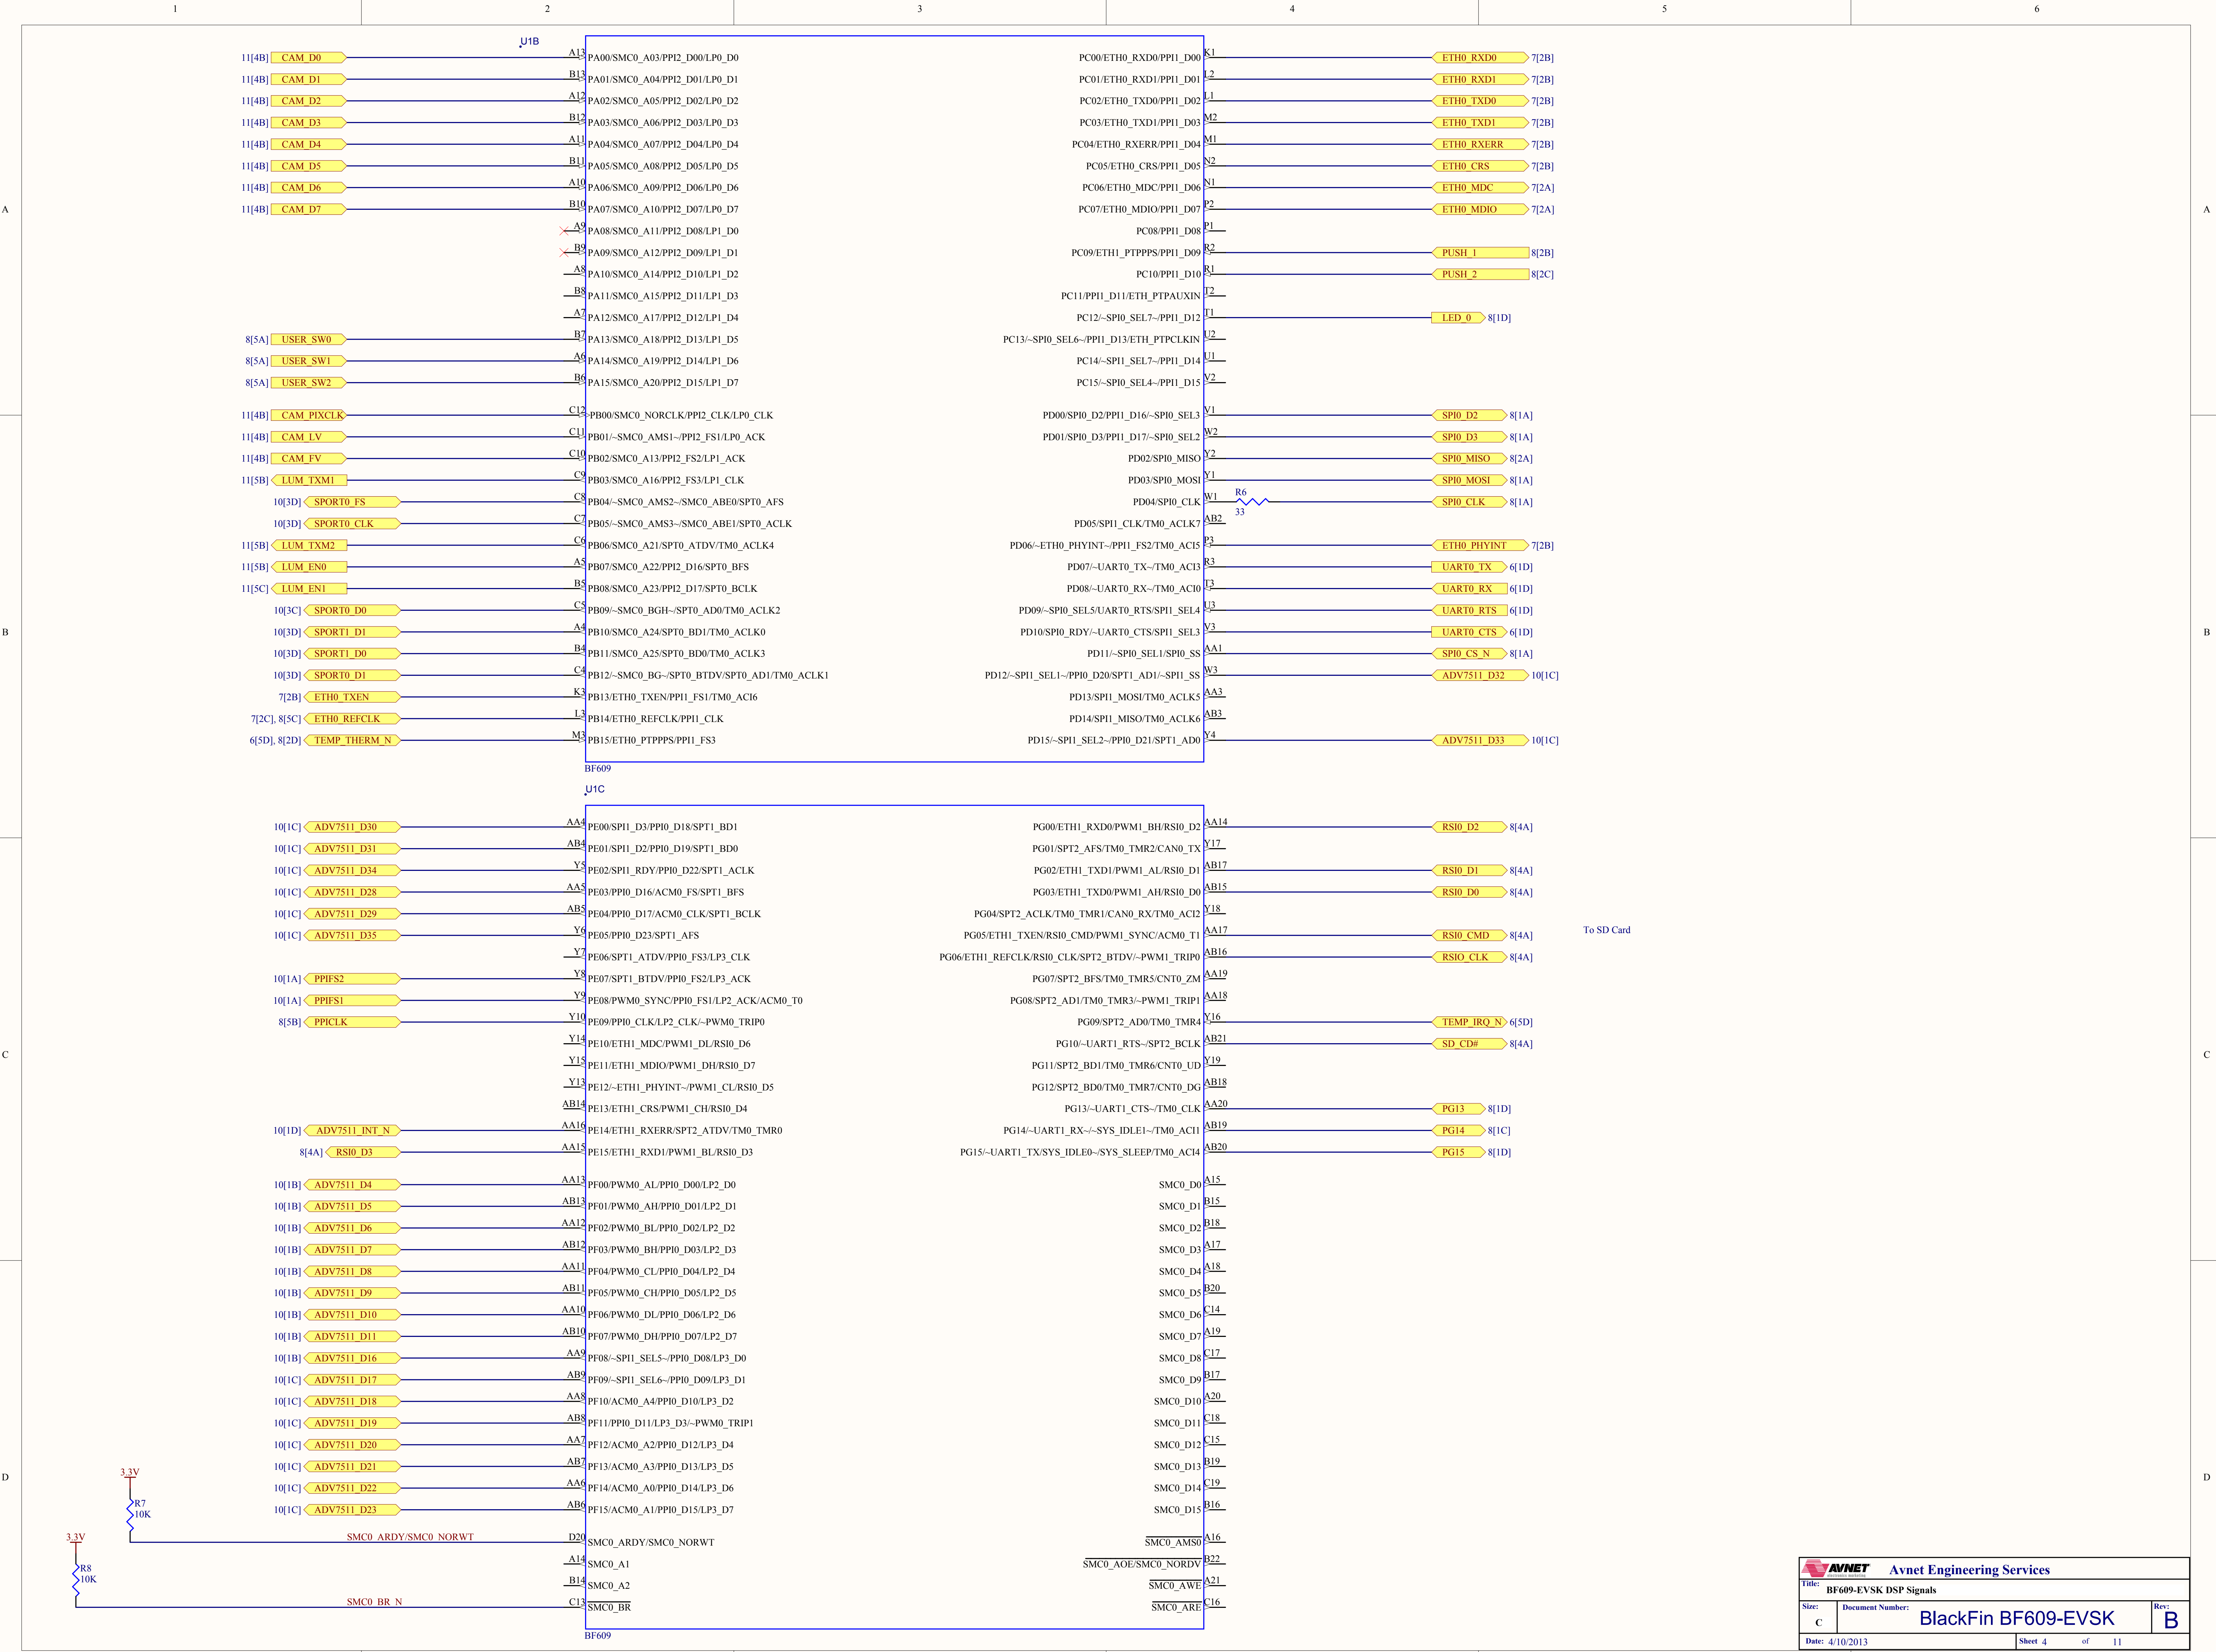 1 2 3 4 5 6
U1B
11[4B] CAM_D0 A13 PA00/SMC0_A03/PPI2_D00/LP0_D0 PC00/ETH0_RXD0/PPI1_D00 K1 ETH0_RXD0 7[2B]
11[4B] CAM_D1 B13 PA01/SMC0_A04/PPI2_D01/LP0_D1 PC01/ETH0_RXD1/PPI1_D01 L2 ETH0_RXD1 7[2B]
11[4B] CAM_D2 A12 PA02/SMC0_A05/PPI2_D02/LP0_D2 PC02/ETH0_TXD0/PPI1_D02 L1 ETH0_TXD0 7[2B]
11[4B] CAM_D3 B12 PA03/SMC0_A06/PPI2_D03/LP0_D3 PC03/ETH0_TXD1/PPI1_D03 M2 ETH0_TXD1 7[2B]
11[4B] CAM_D4 A11 PA04/SMC0_A07/PPI2_D04/LP0_D4 PC04/ETH0_RXERR/PPI1_D04 M1 ETH0_RXERR 7[2B]
11[4B] CAM_D5 B11 PA05/SMC0_A08/PPI2_D05/LP0_D5 PC05/ETH0_CRS/PPI1_D05 N2 ETH0_CRS 7[2B]
11[4B] CAM_D6 A10 PA06/SMC0_A09/PPI2_D06/LP0_D6 PC06/ETH0_MDC/PPI1_D06 N1 ETH0_MDC 7[2A]
A 11[4B] CAM_D7 B10 PA07/SMC0_A10/PPI2_D07/LP0_D7 PC07/ETH0_MDIO/PPI1_D07 P2 ETH0_MDIO 7[2A] A
A9 PA08/SMC0_A11/PPI2_D08/LP1_D0 PC08/PPI1_D08 P1
B9 PA09/SMC0_A12/PPI2_D09/LP1_D1 PC09/ETH1_PTPPPS/PPI1_D09 R2 PUSH_1 8[2B]
A8 PA10/SMC0_A14/PPI2_D10/LP1_D2 PC10/PPI1_D10 R1 PUSH_2 8[2C]
B8 PA11/SMC0_A15/PPI2_D11/LP1_D3 PC11/PPI1_D11/ETH_PTPAUXIN T2
A7 PA12/SMC0_A17/PPI2_D12/LP1_D4 PC12/~SPI0_SEL7~/PPI1_D12 T1 LED_0 8[1D]
8[5A] USER_SW0 B7 PA13/SMC0_A18/PPI2_D13/LP1_D5 PC13/~SPI0_SEL6~/PPI1_D13/ETH_PTPCLKIN U2
8[5A] USER_SW1 A6 PA14/SMC0_A19/PPI2_D14/LP1_D6 PC14/~SPI1_SEL7~/PPI1_D14 U1
8[5A] USER_SW2 B6 PA15/SMC0_A20/PPI2_D15/LP1_D7 PC15/~SPI0_SEL4~/PPI1_D15 V2
11[4B] CAM_PIXCLK C12 PB00/SMC0_NORCLK/PPI2_CLK/LP0_CLK PD00/SPI0_D2/PPI1_D16/~SPI0_SEL3 V1 SPI0_D2 8[1A]
11[4B] CAM_LV C11 PB01/~SMC0_AMS1~/PPI2_FS1/LP0_ACK PD01/SPI0_D3/PPI1_D17/~SPI0_SEL2 W2 SPI0_D3 8[1A]
11[4B] CAM_FV C10 PB02/SMC0_A13/PPI2_FS2/LP1_ACK PD02/SPI0_MISO Y2 SPI0_MISO 8[2A]
11[5B] LUM_TXM1 C9 PB03/SMC0_A16/PPI2_FS3/LP1_CLK PD03/SPI0_MOSI Y1 SPI0_MOSI 8[1A]
10[3D] SPORT0_FS C8 PB04/~SMC0_AMS2~/SMC0_ABE0/SPT0_AFS PD04/SPI0_CLK W1 R6 33 SPI0_CLK 8[1A]
10[3D] SPORT0_CLK C7 PB05/~SMC0_AMS3~/SMC0_ABE1/SPT0_ACLK PD05/SPI1_CLK/TM0_ACLK7 AB2
11[5B] LUM_TXM2 C6 PB06/SMC0_A21/SPT0_ATDV/TM0_ACLK4 PD06/~ETH0_PHYINT~/PPI1_FS2/TM0_ACI5 P3 ETH0_PHYINT 7[2B]
11[5B] LUM_EN0 A5 PB07/SMC0_A22/PPI2_D16/SPT0_BFS PD07/~UART0_TX~/TM0_ACI3 R3 UART0_TX 6[1D]
11[5C] LUM_EN1 B5 PB08/SMC0_A23/PPI2_D17/SPT0_BCLK PD08/~UART0_RX~/TM0_ACI0 T3 UART0_RX 6[1D]
10[3C] SPORT0_D0 C5 PB09/~SMC0_BGH~/SPT0_AD0/TM0_ACLK2 PD09/~SPI0_SEL5/UART0_RTS/SPI1_SEL4 U3 UART0_RTS 6[1D]
B 10[3D] SPORT1_D1 A4 PB10/SMC0_A24/SPT0_BD1/TM0_ACLK0 PD10/SPI0_RDY/~UART0_CTS/SPI1_SEL3 V3 UART0_CTS 6[1D] B
10[3D] SPORT1_D0 B4 PB11/SMC0_A25/SPT0_BD0/TM0_ACLK3 PD11/~SPI0_SEL1/SPI0_SS AA1 SPI0_CS_N 8[1A]
10[3D] SPORT0_D1 C4 PB12/~SMC0_BG~/SPT0_BTDV/SPT0_AD1/TM0_ACLK1 PD12/~SPI1_SEL1~/PPI0_D20/SPT1_AD1/~SPI1_SS W3 ADV7511_D32 10[1C]
7[2B] ETH0_TXEN K3 PB13/ETH0_TXEN/PPI1_FS1/TM0_ACI6 PD13/SPI1_MOSI/TM0_ACLK5 AA3
7[2C], 8[5C] ETH0_REFCLK L3 PB14/ETH0_REFCLK/PPI1_CLK PD14/SPI1_MISO/TM0_ACLK6 AB3
6[5D], 8[2D] TEMP_THERM_N M3 PB15/ETH0_PTPPPS/PPI1_FS3 PD15/~SPI1_SEL2~/PPI0_D21/SPT1_AD0 Y4 ADV7511_D33 10[1C]
BF609
U1C
10[1C] ADV7511_D30 AA4 PE00/SPI1_D3/PPI0_D18/SPT1_BD1 PG00/ETH1_RXD0/PWM1_BH/RSI0_D2 AA14 RSI0_D2 8[4A]
10[1C] ADV7511_D31 AB4 PE01/SPI1_D2/PPI0_D19/SPT1_BD0 PG01/SPT2_AFS/TM0_TMR2/CAN0_TX Y17
10[1C] ADV7511_D34 Y5 PE02/SPI1_RDY/PPI0_D22/SPT1_ACLK PG02/ETH1_TXD1/PWM1_AL/RSI0_D1 AB17 RSI0_D1 8[4A]
10[1C] ADV7511_D28 AA5 PE03/PPI0_D16/ACM0_FS/SPT1_BFS PG03/ETH1_TXD0/PWM1_AH/RSI0_D0 AB15 RSI0_D0 8[4A]
10[1C] ADV7511_D29 AB5 PE04/PPI0_D17/ACM0_CLK/SPT1_BCLK PG04/SPT2_ACLK/TM0_TMR1/CAN0_RX/TM0_ACI2 Y18
10[1C] ADV7511_D35 Y6 PE05/PPI0_D23/SPT1_AFS PG05/ETH1_TXEN/RSI0_CMD/PWM1_SYNC/ACM0_T1 AA17 RSI0_CMD 8[4A] To SD Card
Y7 PE06/SPT1_ATDV/PPI0_FS3/LP3_CLK PG06/ETH1_REFCLK/RSI0_CLK/SPT2_BTDV/~PWM1_TRIP0 AB16 RSIO_CLK 8[4A]
10[1A] PPIFS2 Y8 PE07/SPT1_BTDV/PPI0_FS2/LP3_ACK PG07/SPT2_BFS/TM0_TMR5/CNT0_ZM AA19
10[1A] PPIFS1 Y9 PE08/PWM0_SYNC/PPI0_FS1/LP2_ACK/ACM0_T0 PG08/SPT2_AD1/TM0_TMR3/~PWM1_TRIP1 AA18
8[5B] PPICLK Y10 PE09/PPI0_CLK/LP2_CLK/~PWM0_TRIP0 PG09/SPT2_AD0/TM0_TMR4 Y16 TEMP_IRQ_N 6[5D]
C Y14 PE10/ETH1_MDC/PWM1_DL/RSI0_D6 PG10/~UART1_RTS~/SPT2_BCLK AB21 SD_CD# 8[4A] C
Y15 PE11/ETH1_MDIO/PWM1_DH/RSI0_D7 PG11/SPT2_BD1/TM0_TMR6/CNT0_UD Y19
Y13 PE12/~ETH1_PHYINT~/PWM1_CL/RSI0_D5 PG12/SPT2_BD0/TM0_TMR7/CNT0_DG AB18
AB14 PE13/ETH1_CRS/PWM1_CH/RSI0_D4 PG13/~UART1_CTS~/TM0_CLK AA20 PG13 8[1D]
10[1D] ADV7511_INT_N AA16 PE14/ETH1_RXERR/SPT2_ATDV/TM0_TMR0 PG14/~UART1_RX~/~SYS_IDLE1~/TM0_ACI1 AB19 PG14 8[1C]
8[4A] RSI0_D3 AA15 PE15/ETH1_RXD1/PWM1_BL/RSI0_D3 PG15/~UART1_TX/SYS_IDLE0~/SYS_SLEEP/TM0_ACI4 AB20 PG15 8[1D]
10[1B] ADV7511_D4 AA13 PF00/PWM0_AL/PPI0_D00/LP2_D0 SMC0_D0 A15
10[1B] ADV7511_D5 AB13 PF01/PWM0_AH/PPI0_D01/LP2_D1 SMC0_D1 B15
10[1B] ADV7511_D6 AA12 PF02/PWM0_BL/PPI0_D02/LP2_D2 SMC0_D2 B18
10[1B] ADV7511_D7 AB12 PF03/PWM0_BH/PPI0_D03/LP2_D3 SMC0_D3 A17
10[1B] ADV7511_D8 AA11 PF04/PWM0_CL/PPI0_D04/LP2_D4 SMC0_D4 A18
10[1B] ADV7511_D9 AB11 PF05/PWM0_CH/PPI0_D05/LP2_D5 SMC0_D5 B20
10[1B] ADV7511_D10 AA10 PF06/PWM0_DL/PPI0_D06/LP2_D6 SMC0_D6 C14
10[1B] ADV7511_D11 AB10 PF07/PWM0_DH/PPI0_D07/LP2_D7 SMC0_D7 A19
10[1B] ADV7511_D16 AA9 PF08/~SPI1_SEL5~/PPI0_D08/LP3_D0 SMC0_D8 C17
10[1C] ADV7511_D17 AB9 PF09/~SPI1_SEL6~/PPI0_D09/LP3_D1 SMC0_D9 B17
10[1C] ADV7511_D18 AA8 PF10/ACM0_A4/PPI0_D10/LP3_D2 SMC0_D10 A20
10[1C] ADV7511_D19 AB8 PF11/PPI0_D11/LP3_D3/~PWM0_TRIP1 SMC0_D11 C18
10[1C] ADV7511_D20 AA7 PF12/ACM0_A2/PPI0_D12/LP3_D4 SMC0_D12 C15
D 3.3V 10[1C] ADV7511_D21 AB7 PF13/ACM0_A3/PPI0_D13/LP3_D5 SMC0_D13 B19 D
10[1C] ADV7511_D22 AA6 PF14/ACM0_A0/PPI0_D14/LP3_D6 SMC0_D14 C19
R7 10K 10[1C] ADV7511_D23 AB6 PF15/ACM0_A1/PPI0_D15/LP3_D7 SMC0_D15 B16
3.3V SMC0_ARDY/SMC0_NORWT D20 SMC0_ARDY/SMC0_NORWT SMC0_AMS0 A16
R8 10K A14 SMC0_A1 SMC0_AOE/SMC0_NORDV B22
B14 SMC0_A2 SMC0_AWE A21
SMC0_BR_N C13 SMC0_BR SMC0_ARE C16
BF609
AVNET Avnet Engineering Services
Title: BF609-EVSK DSP Signals
Size: C Document Number: BlackFin BF609-EVSK Rev: B
Date: 4/10/2013 Sheet 4 of 11